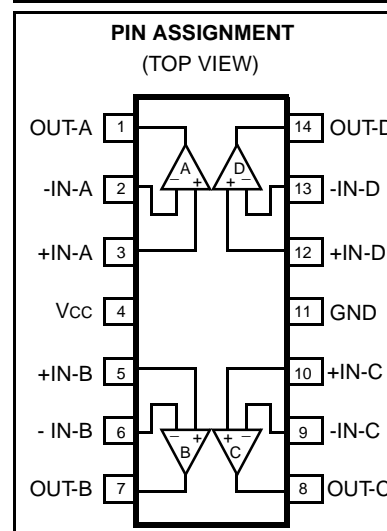 PIN ASSIGNMENT
(TOP VIEW)
OUT-A 1 14 OUT-D
-IN-A 2 A D 13 -IN-D
+IN-A 3 12 +IN-D
VCC 4 11 GND
+IN-B 5 10 +IN-C
- IN-B 6 B C 9 -IN-C
OUT-B 7 8 OUT-C